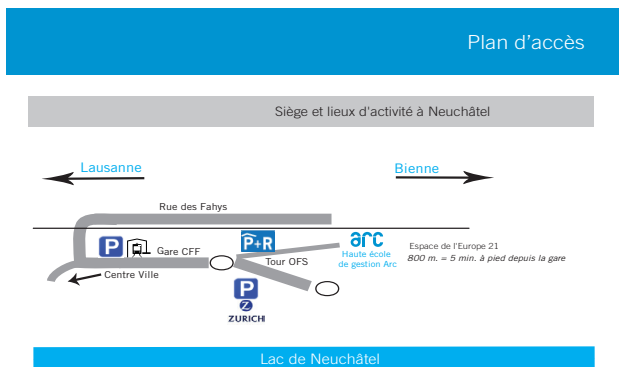 Plan d'accès
Siège et lieux d'activité à Neuchâtel
Lausanne
Bienne
Rue des Fahys
P
Gare CFF
P+R
Tour OFS
arc
Haute école
de gestion Arc
Espace de l'Europe 21
800 m. = 5 min. à pied depuis la gare
Centre Ville
P
Z
ZURICH
Lac de Neuchâtel